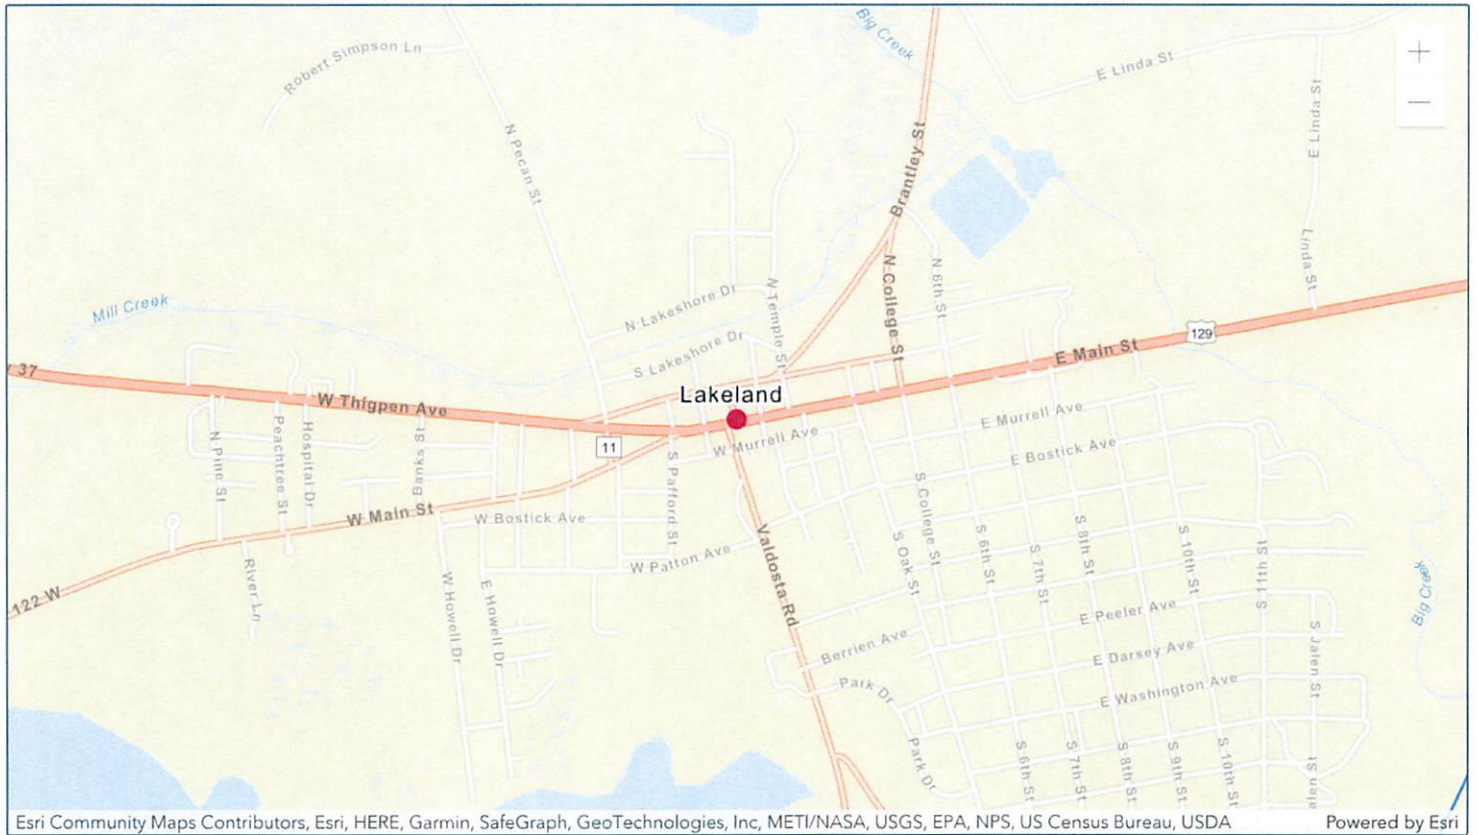 Big Creek
Robert Simpson Ln
E Linda St
+
−
N Pecan St
Brantley St
E Linda St
Linda St
N College St
N 6th St
N Temple St
N Lakeshore Dr
Mill Creek
S Lakeshore Dr
129
E Main St
37
W Thigpen Ave
Lakeland
11
W Murrell Ave
E Murrell Ave
E Bostick Ave
N Pine St
Peachtree St
Hospital Dr
Banks St
S Pafford St
W Main St
W Bostick Ave
W Patton Ave
Valdosta Rd
S College St
S Oak St
S 6th St
S 7th St
S 8th St
S 10th St
S 11th St
Big Creek
122 W
River Ln
W Howell Dr
E Howell Dr
Berrien Ave
E Peeler Ave
E Darsey Ave
E Washington Ave
S Jalen St
Park Dr
Park Dr
S 6th St
S 7th St
S 8th St
S 9th St
S 10th St
alen St
Esri Community Maps Contributors, Esri, HERE, Garmin, SafeGraph, GeoTechnologies, Inc, METI/NASA, USGS, EPA, NPS, US Census Bureau, USDA
Powered by Esri